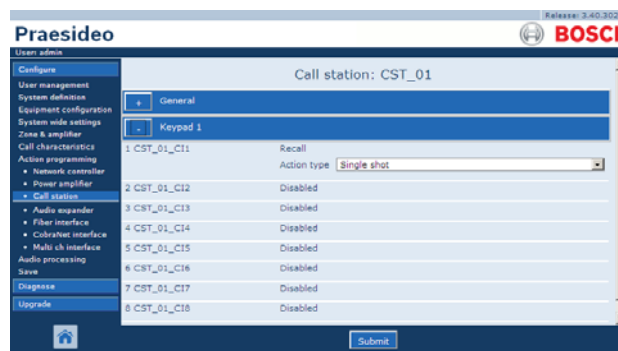 Release: 3.40.302
Praesideo
BOSC
User: admin
Configure
User management
System definition
Equipment configuration
System wide settings
Zone & amplifier
Call characteristics
Action programming
• Network controller
• Power amplifier
• Call station
• Audio expander
• Fiber interface
• CobraNet interface
• Multi ch interface
Audio processing
Save
Diagnose
Upgrade
Call station: CST_01
+ General
- Keypad 1
1 CST_01_CI1 Recall
Action type Single shot
2 CST_01_CI2 Disabled
3 CST_01_CI3 Disabled
4 CST_01_CI4 Disabled
5 CST_01_CI5 Disabled
6 CST_01_CI6 Disabled
7 CST_01_CI7 Disabled
8 CST_01_CI8 Disabled
Submit